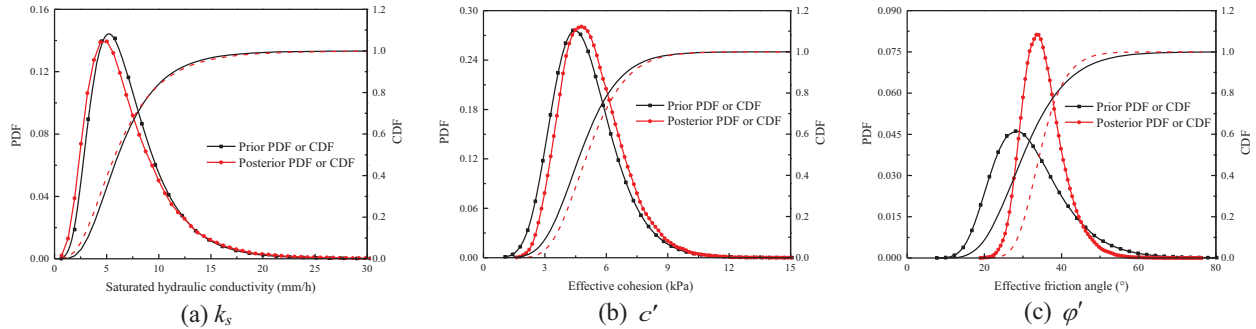 0.16
0.12
0.08
0.04
0.00
PDF
1.2
1.0
0.8
0.6
0.4
0.2
0.0
CDF
Prior PDF or CDF
Posterior PDF or CDF
0 5 10 15 20 25 30
Saturated hydraulic conductivity (mm/h)
(a) kₛ
0.30
0.24
0.18
0.12
0.06
0.00
PDF
1.2
1.0
0.8
0.6
0.4
0.2
0.0
CDF
Prior PDF or CDF
Posterior PDF or CDF
0 3 6 9 12 15
Effective cohesion (kPa)
(b) c′
0.090
0.075
0.060
0.045
0.030
0.015
0.000
PDF
1.2
1.0
0.8
0.6
0.4
0.2
0.0
CDF
Prior PDF or CDF
Posterior PDF or CDF
0 20 40 60 80
Effective friction angle (°)
(c) φ′